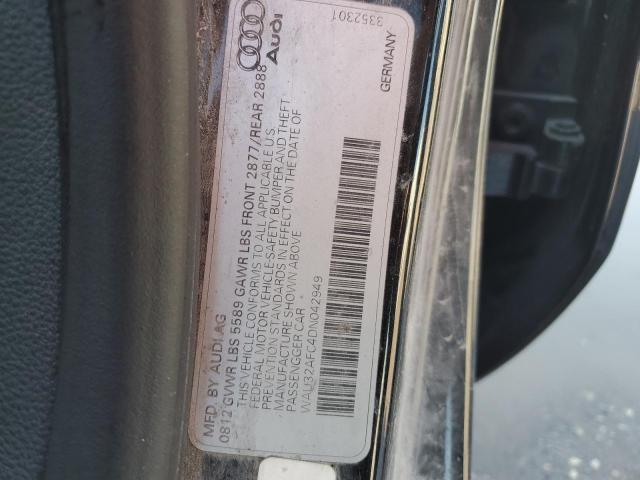 MFD. BY AUDI AG
0812 GVWR LBS 5589 GAWR LBS FRONT 2877/REAR 2888
THIS VEHICLE CONFORMS TO ALL APPLICABLE U.S.
FEDERAL MOTOR VEHICLE-SAFETY BUMPER AND THEFT
PREVENTION STANDARDS IN EFFECT ON THE DATE OF
MANUFACTURE SHOWN ABOVE
PASSENGER CAR
WAU32AFC4DN042949
Audi
GERMANY
3352301